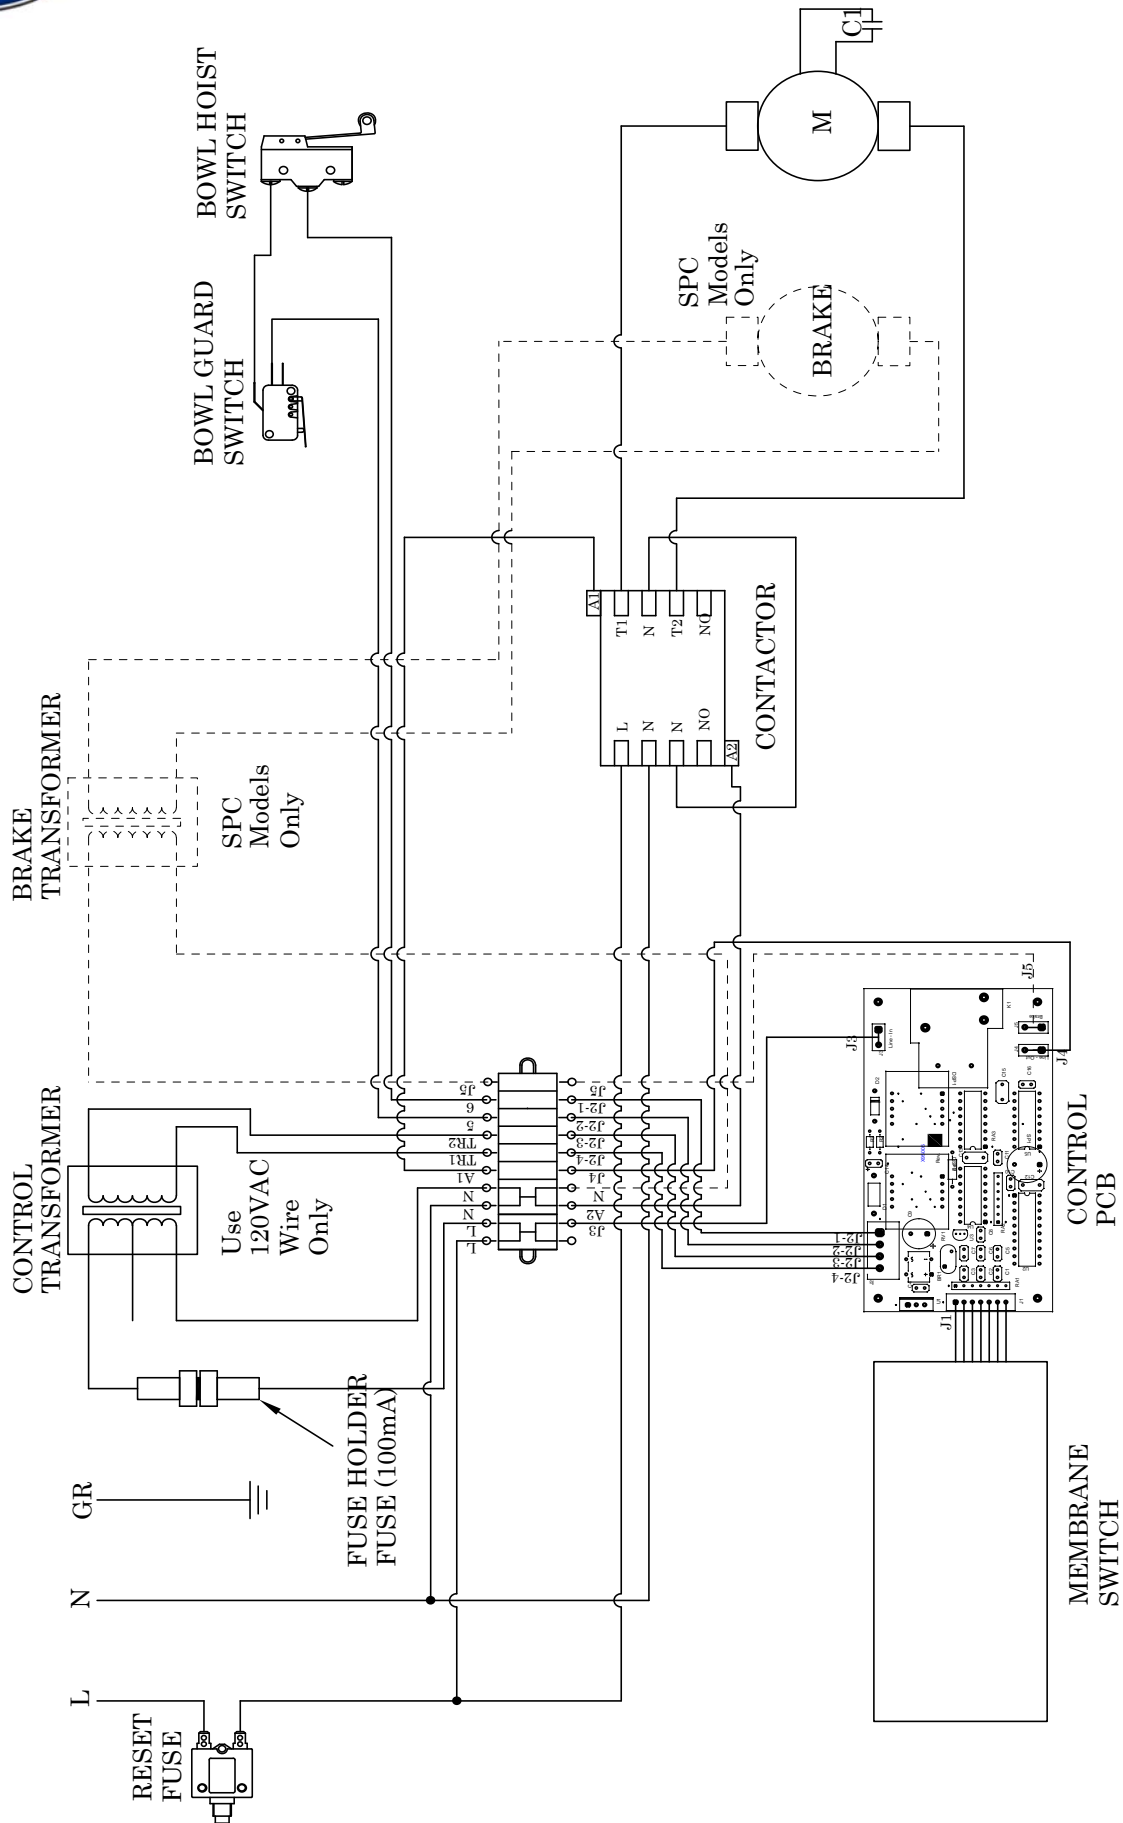 L
N
GR
RESET
FUSE
FUSE HOLDER
FUSE (100mA)
CONTROL
TRANSFORMER
Use
120VAC
Wire
Only
BRAKE
TRANSFORMER
SPC
Models
Only
BOWL GUARD
SWITCH
BOWL HOIST
SWITCH
L
L
N
N
A1
TR1
TR2
5
6
J5
J3
A2
N
J4
J2-4
J2-3
J2-2
J2-1
J5
L
N
N
NO
A2
A1
T1
N
T2
NO
CONTACTOR
SPC
Models
Only
BRAKE
M
C1
MEMBRANE
SWITCH
J1
J2-4
J2-3
J2-2
J2-1
J3
Line-In
J4
J5
CONTROL
PCB